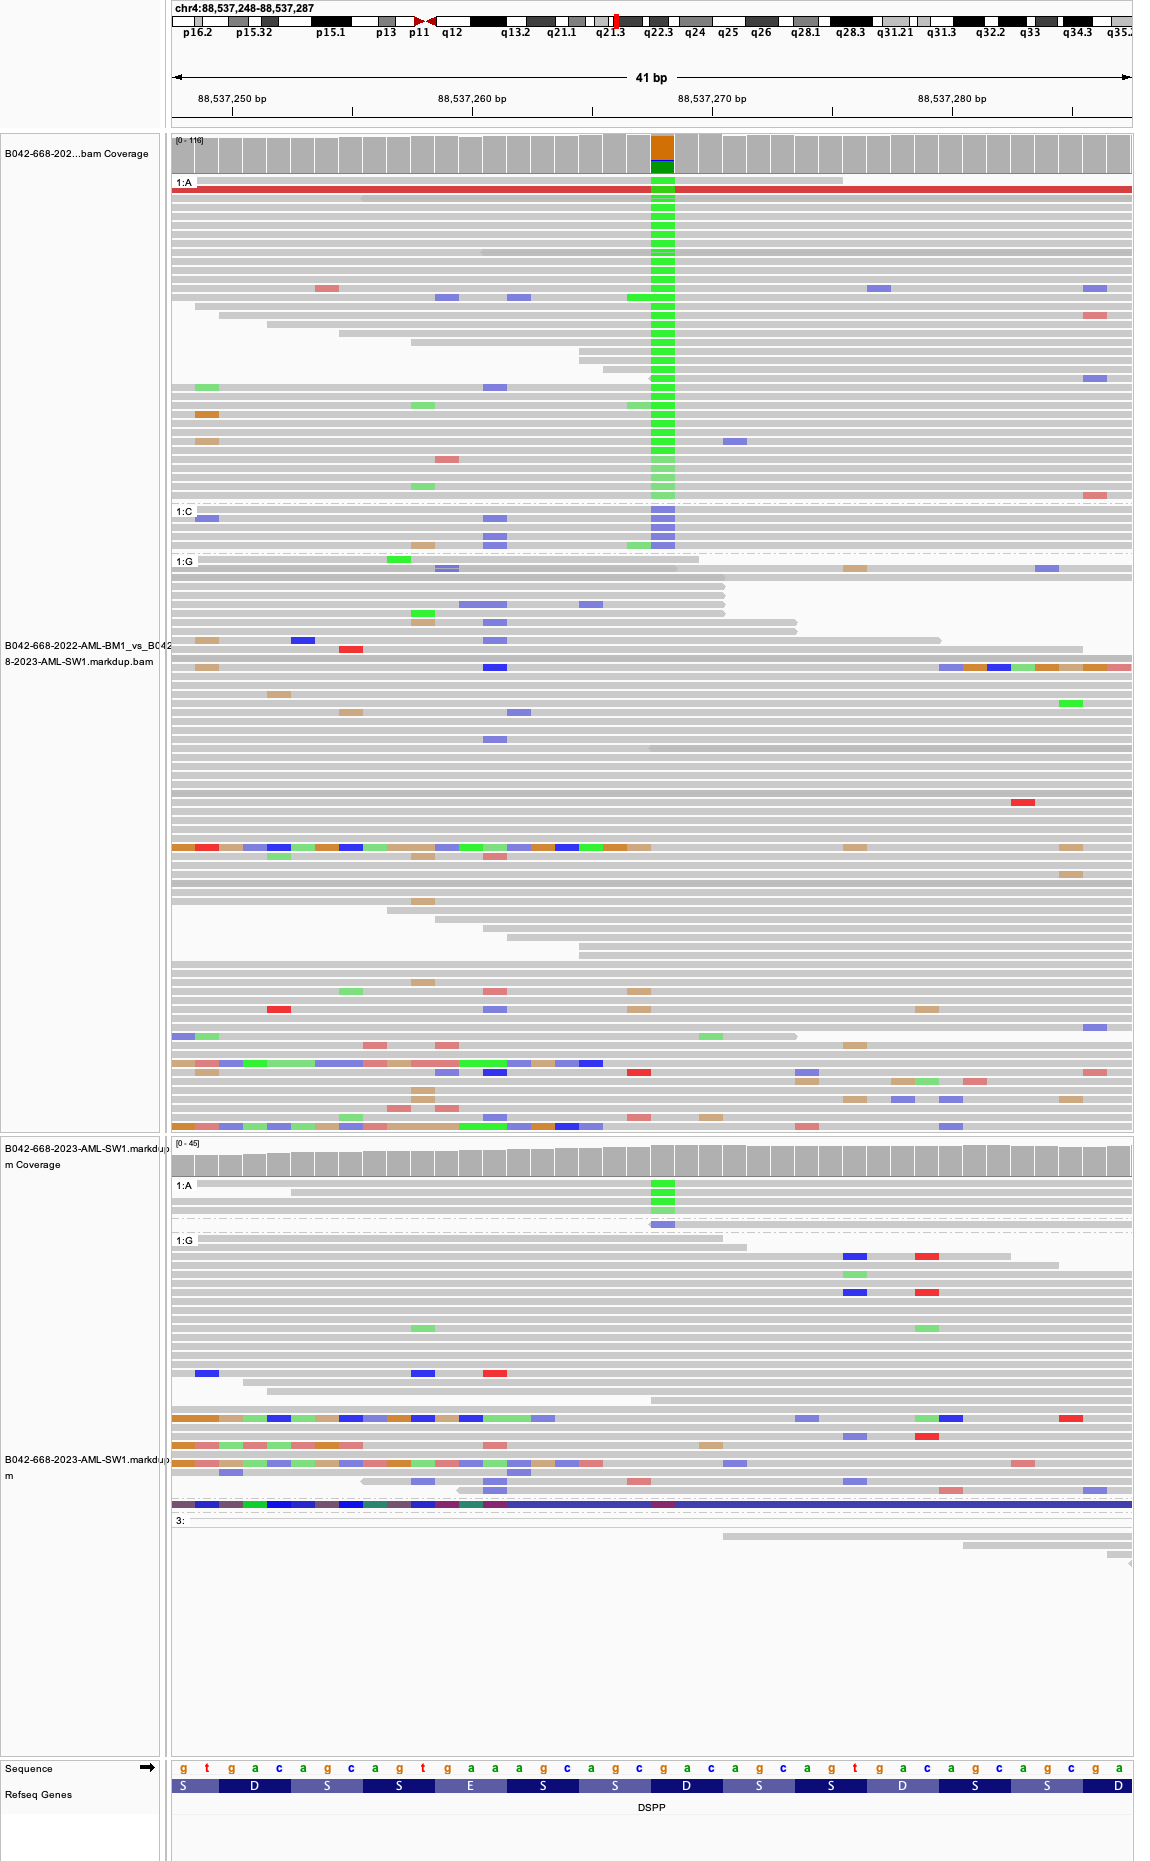 chr4:88,537,248-88,537,287
p16.2 p15.32 p15.1 p13 p11 q12 q13.2 q21.1 q21.3 q22.3 q24 q25 q26 q28.1 q28.3 q31.21 q31.3 q32.2 q33 q34.3 q35.
41 bp
88,537,250 bp 88,537,260 bp 88,537,270 bp 88,537,280 bp
[0 - 116]
B042-668-202...bam Coverage
1:A
1:C
1:G
B042-668-2022-AML-BM1_vs_B042
8-2023-AML-SW1.markdup.bam
[0 - 45]
B042-668-2023-AML-SW1.markdup
m Coverage
1:A
1:G
B042-668-2023-AML-SW1.markdup
m
3:
Sequence
g t g a c a g c a g t g a a a g c a g c g a c a g c a g t g a c a g c a g c g a
S D S S E S S D S S D S S D
Refseq Genes
DSPP